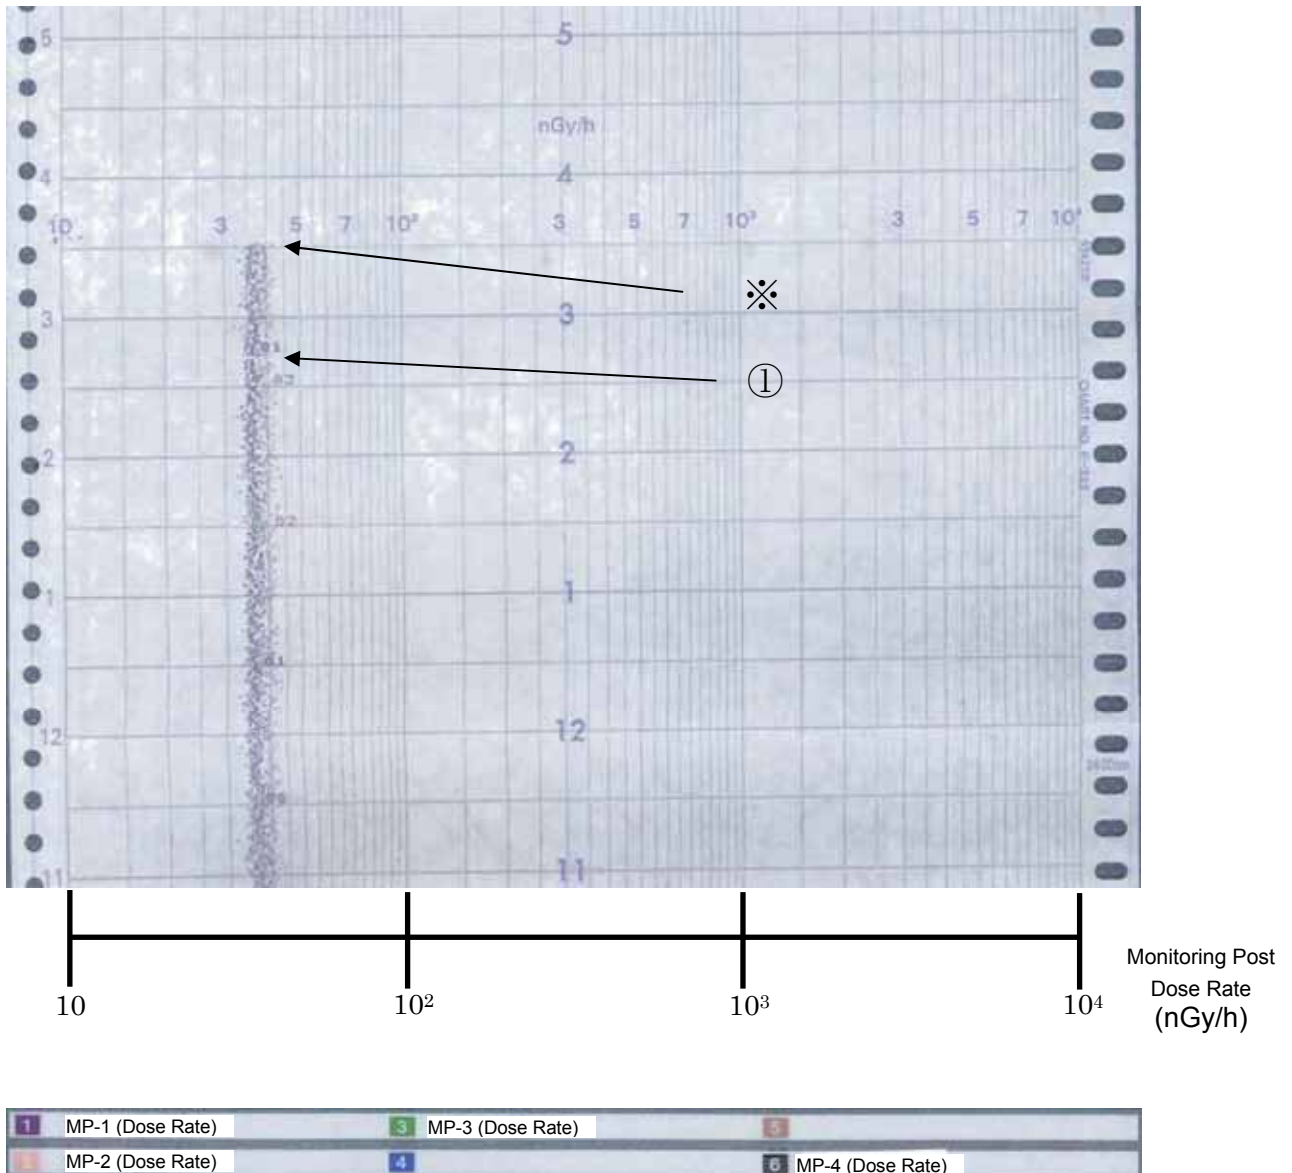 5 5
nGy/h
4 4
10 3 5 7 10² 3 5 7 10³ 3 5 7 10⁴
※
3 3
①
2 2
1 1
12 12
11 11
10 10² 10³ 10⁴
Monitoring Post
Dose Rate
(nGy/h)
1 MP-1 (Dose Rate) 3 MP-3 (Dose Rate) 5
MP-2 (Dose Rate) 4 6 MP-4 (Dose Rate)